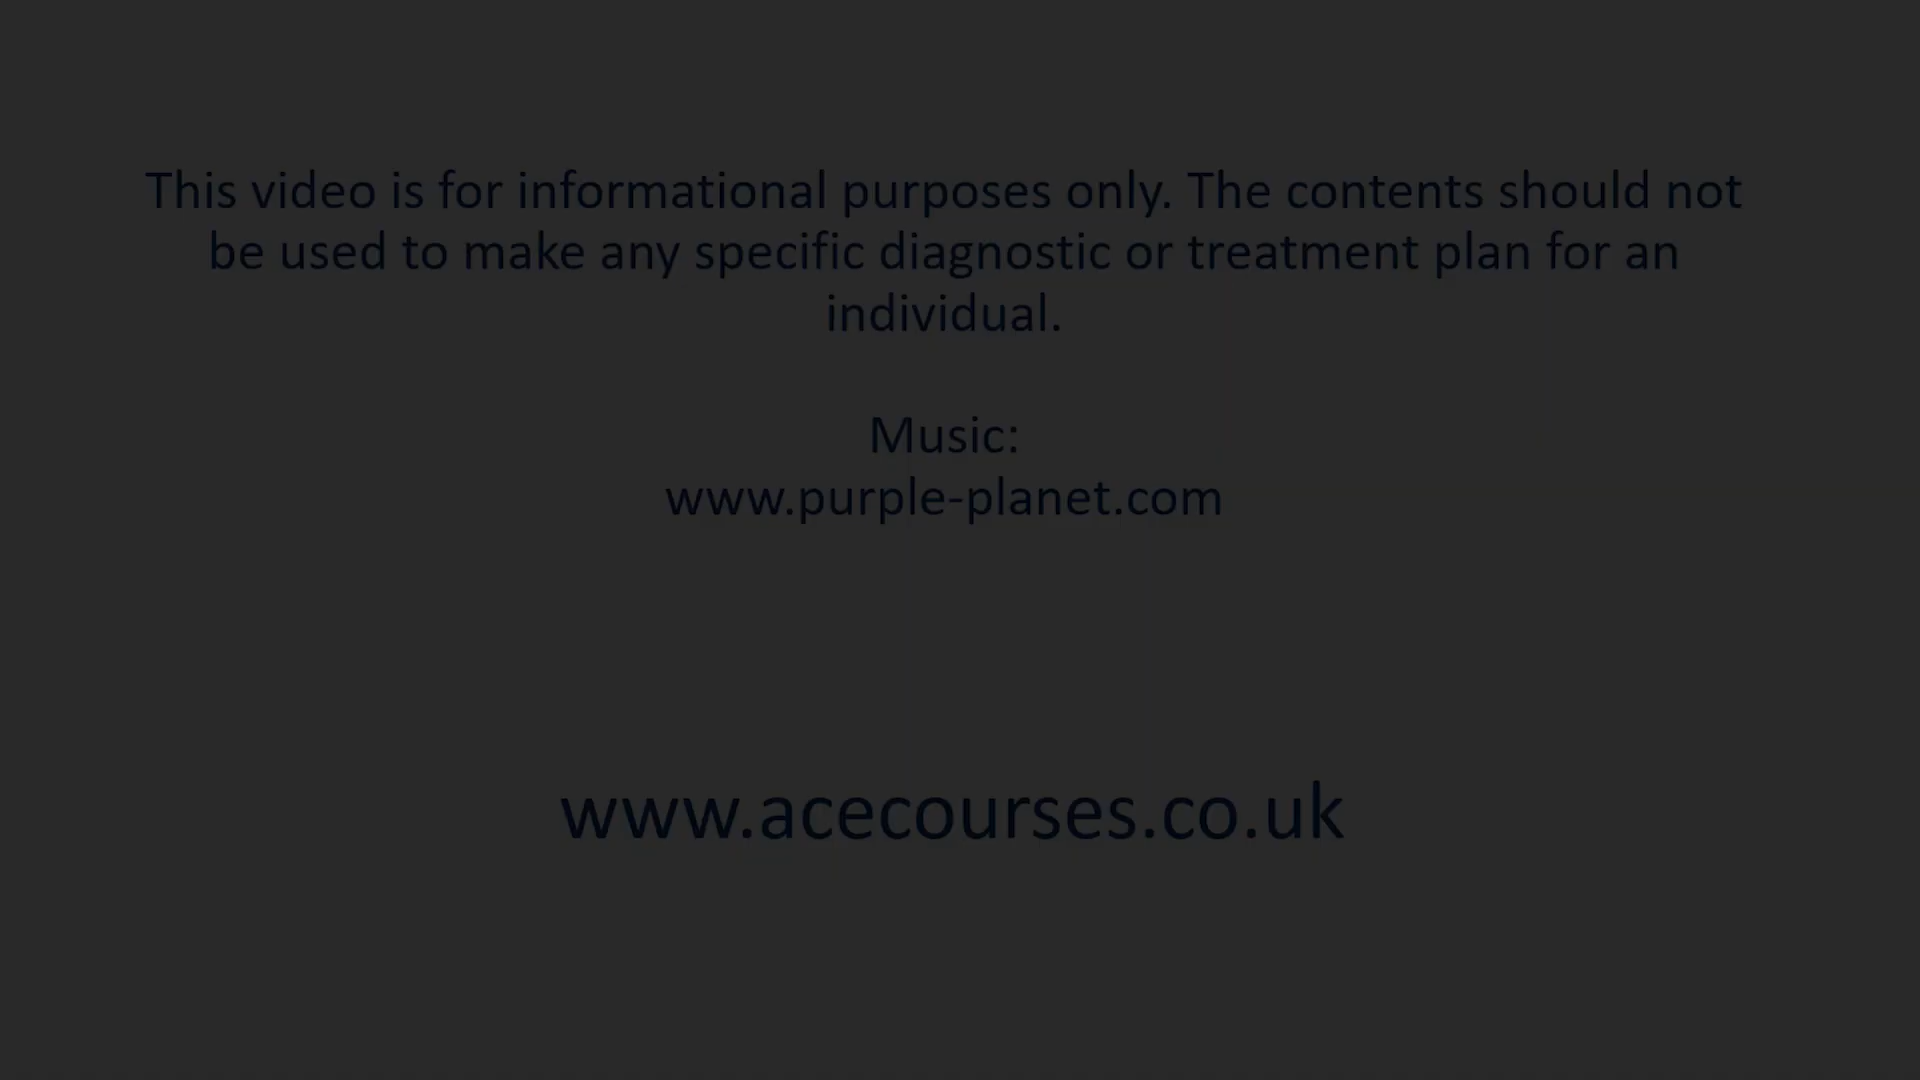 This video is for informational purposes only. The contents should not
be used to make any specific diagnostic or treatment plan for an
individual.
Music:
www.purple-planet.com
www.acecourses.co.uk